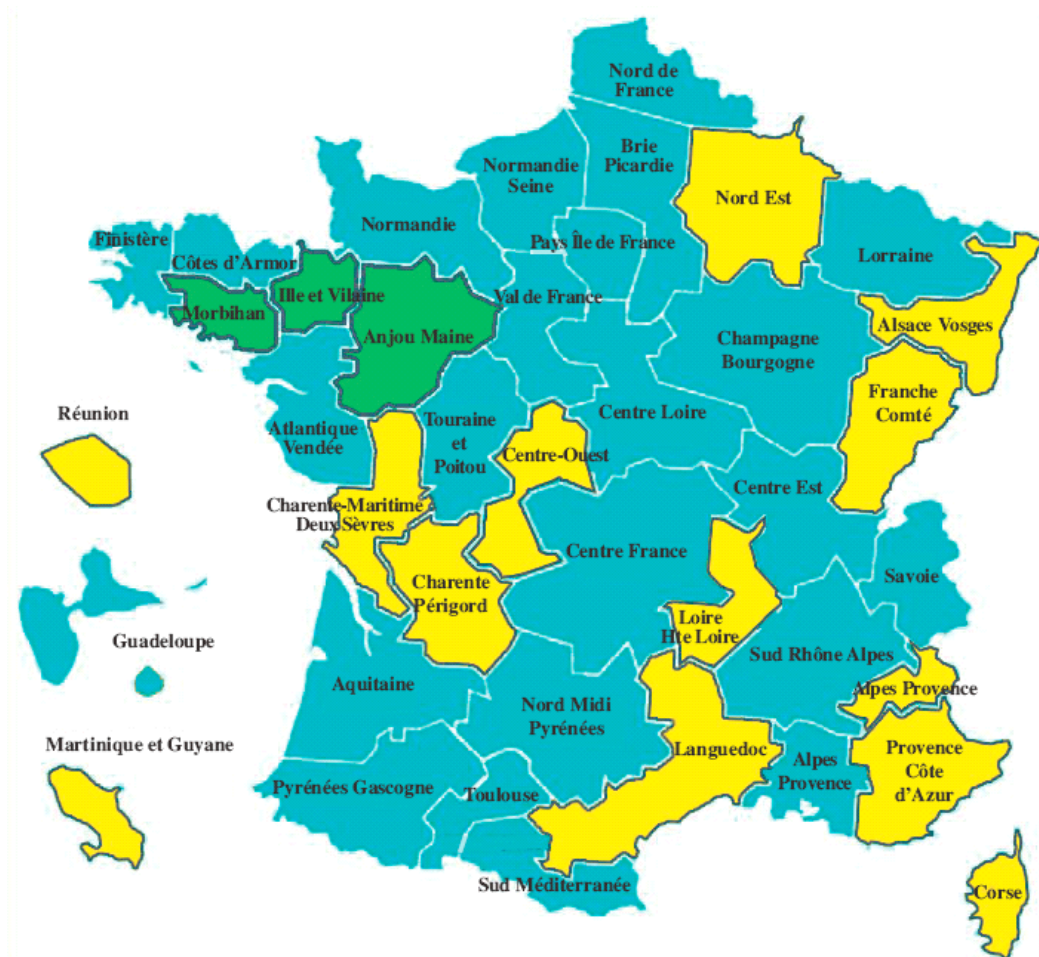 Nord de
France
Brie
Picardie
Normandie
Seine
Nord Est
Normandie
Finistère
Pays Île de France
Lorraine
Côtes d'Armor
Ille et Vilaine
Val de France
Morbihan
Anjou Maine
Alsace Vosges
Champagne
Bourgogne
Franche
Comté
Réunion
Atlantique
Vendée
Touraine
et
Poitou
Centre Loire
Centre-Ouest
Centre Est
Charente-Maritime
Deux Sèvres
Centre France
Savoie
Charente
Périgord
Loire
Hte Loire
Guadeloupe
Sud Rhône Alpes
Aquitaine
Alpes Provence
Nord Midi
Pyrénées
Martinique et Guyane
Languedoc
Provence
Côte
d'Azur
Alpes
Provence
Pyrénées Gascogne
Toulouse
Sud Méditerranée
Corse